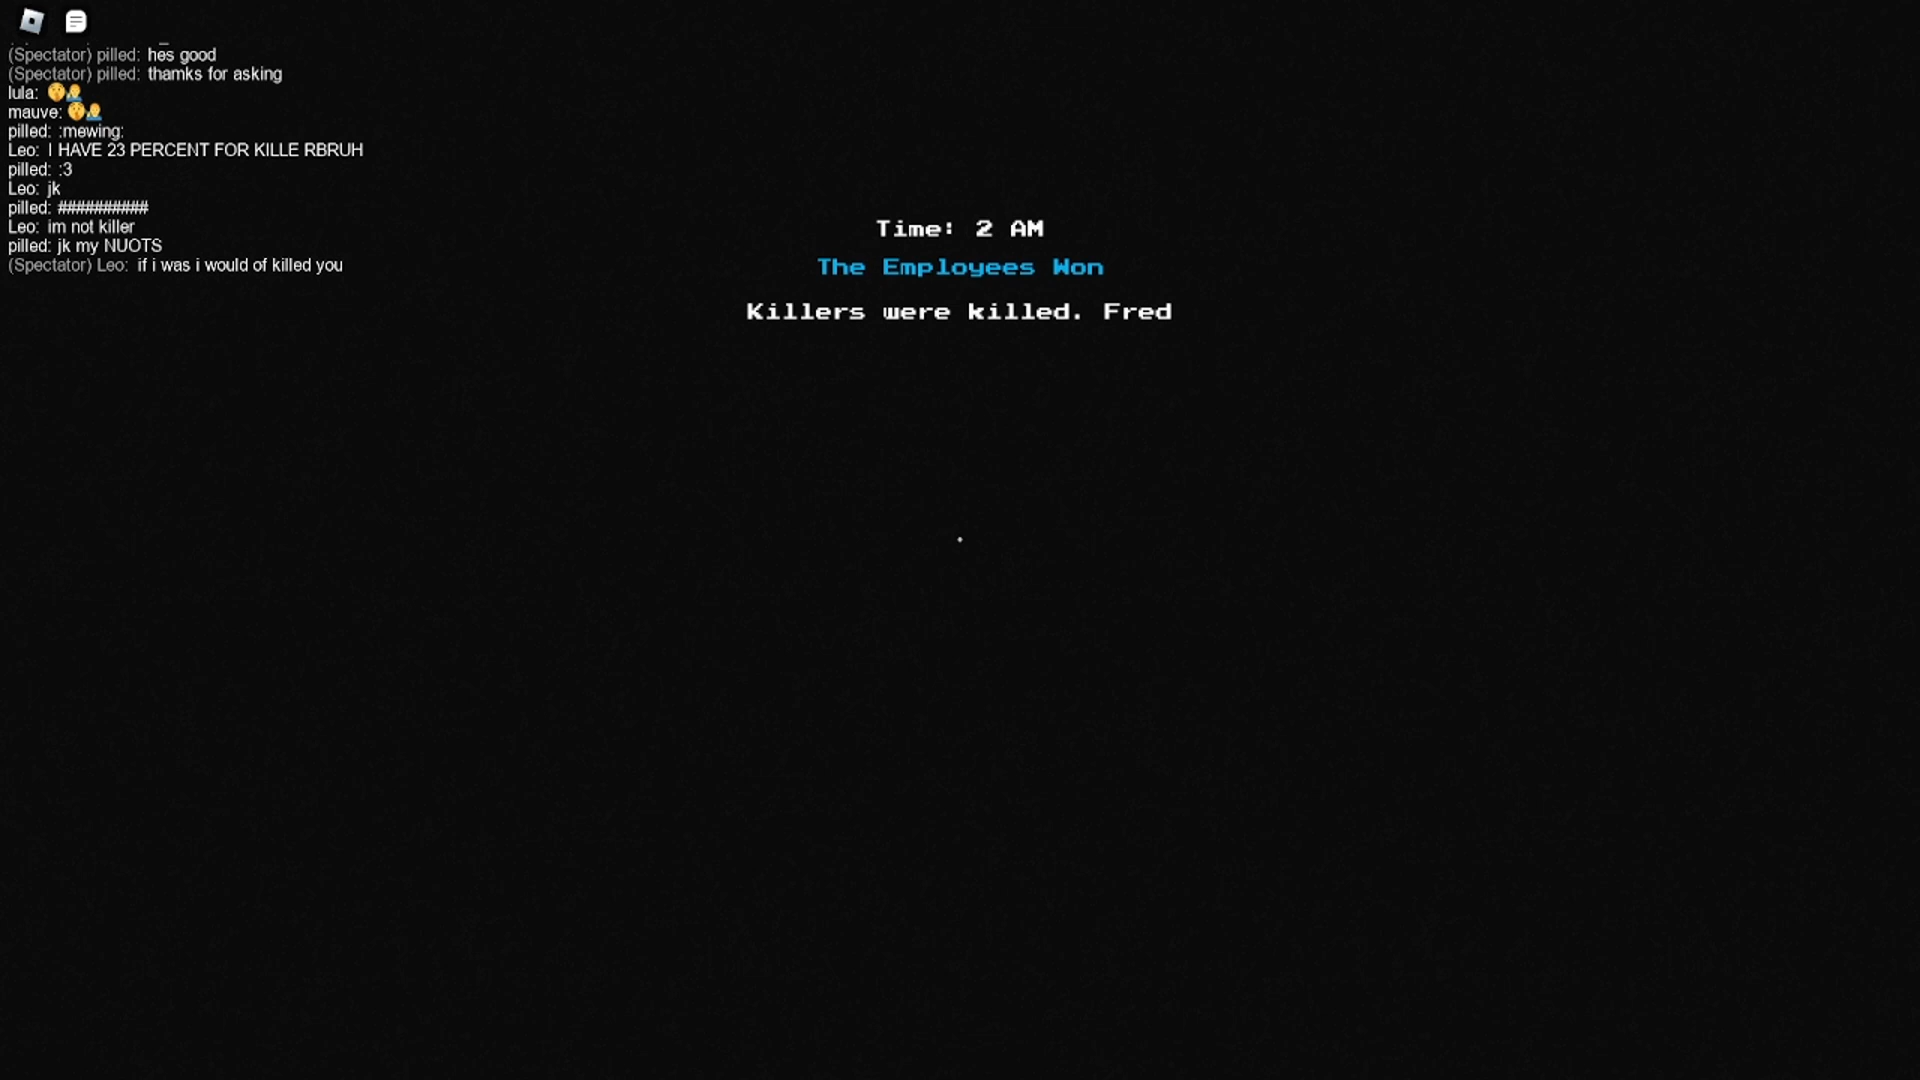 (Spectator) pilled: hes good
(Spectator) pilled: thamks for asking
lula: 🤫🧏‍♂️
mauve: 🤫🧏‍♂️
pilled: :mewing:
Leo: I HAVE 23 PERCENT FOR KILLE RBRUH
pilled: :3
Leo: jk
pilled: ##########
Leo: im not killer
pilled: jk my NUOTS
(Spectator) Leo: if i was i would of killed you
Time: 2 AM
The Employees Won
Killers were killed. Fred